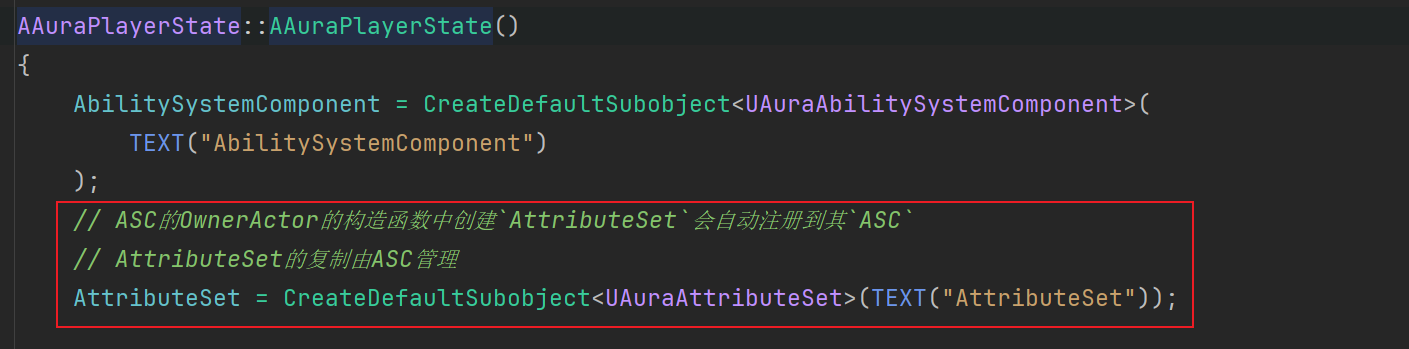 AAuraPlayerState::AAuraPlayerState()
{
    AbilitySystemComponent = CreateDefaultSubobject<UAuraAbilitySystemComponent>(
        TEXT("AbilitySystemComponent")
    );
    // ASC的OwnerActor的构造函数中创建`AttributeSet`会自动注册到其`ASC`
    // AttributeSet的复制由ASC管理
    AttributeSet = CreateDefaultSubobject<UAuraAttributeSet>(TEXT("AttributeSet"));